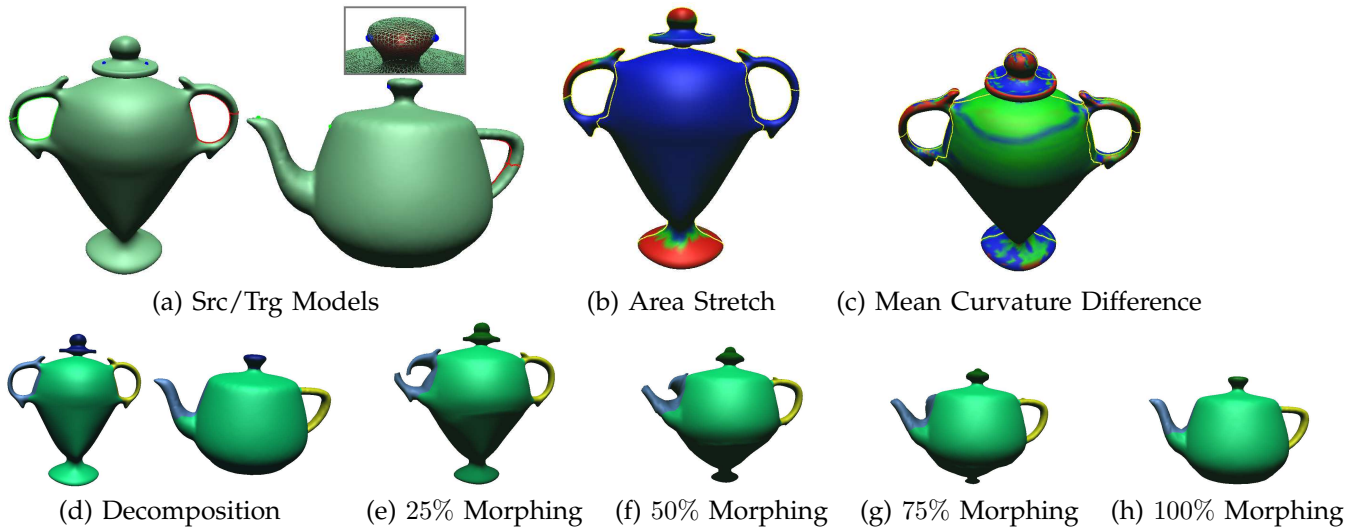 (a) Src/Trg Models
(b) Area Stretch
(c) Mean Curvature Difference
(d) Decomposition
(e) 25% Morphing
(f) 50% Morphing
(g) 75% Morphing
(h) 100% Morphing